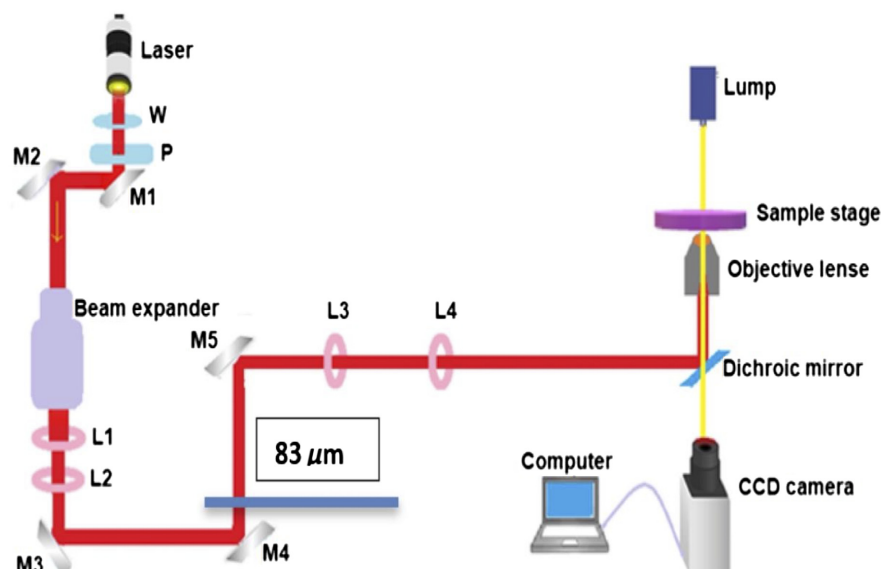 Laser
W
P
M2
M1
Lump
Sample stage
Objective lense
Beam expander
M5
L3
L4
Dichroic mirror
L1
L2
83 μm
Computer
CCD camera
M3
M4